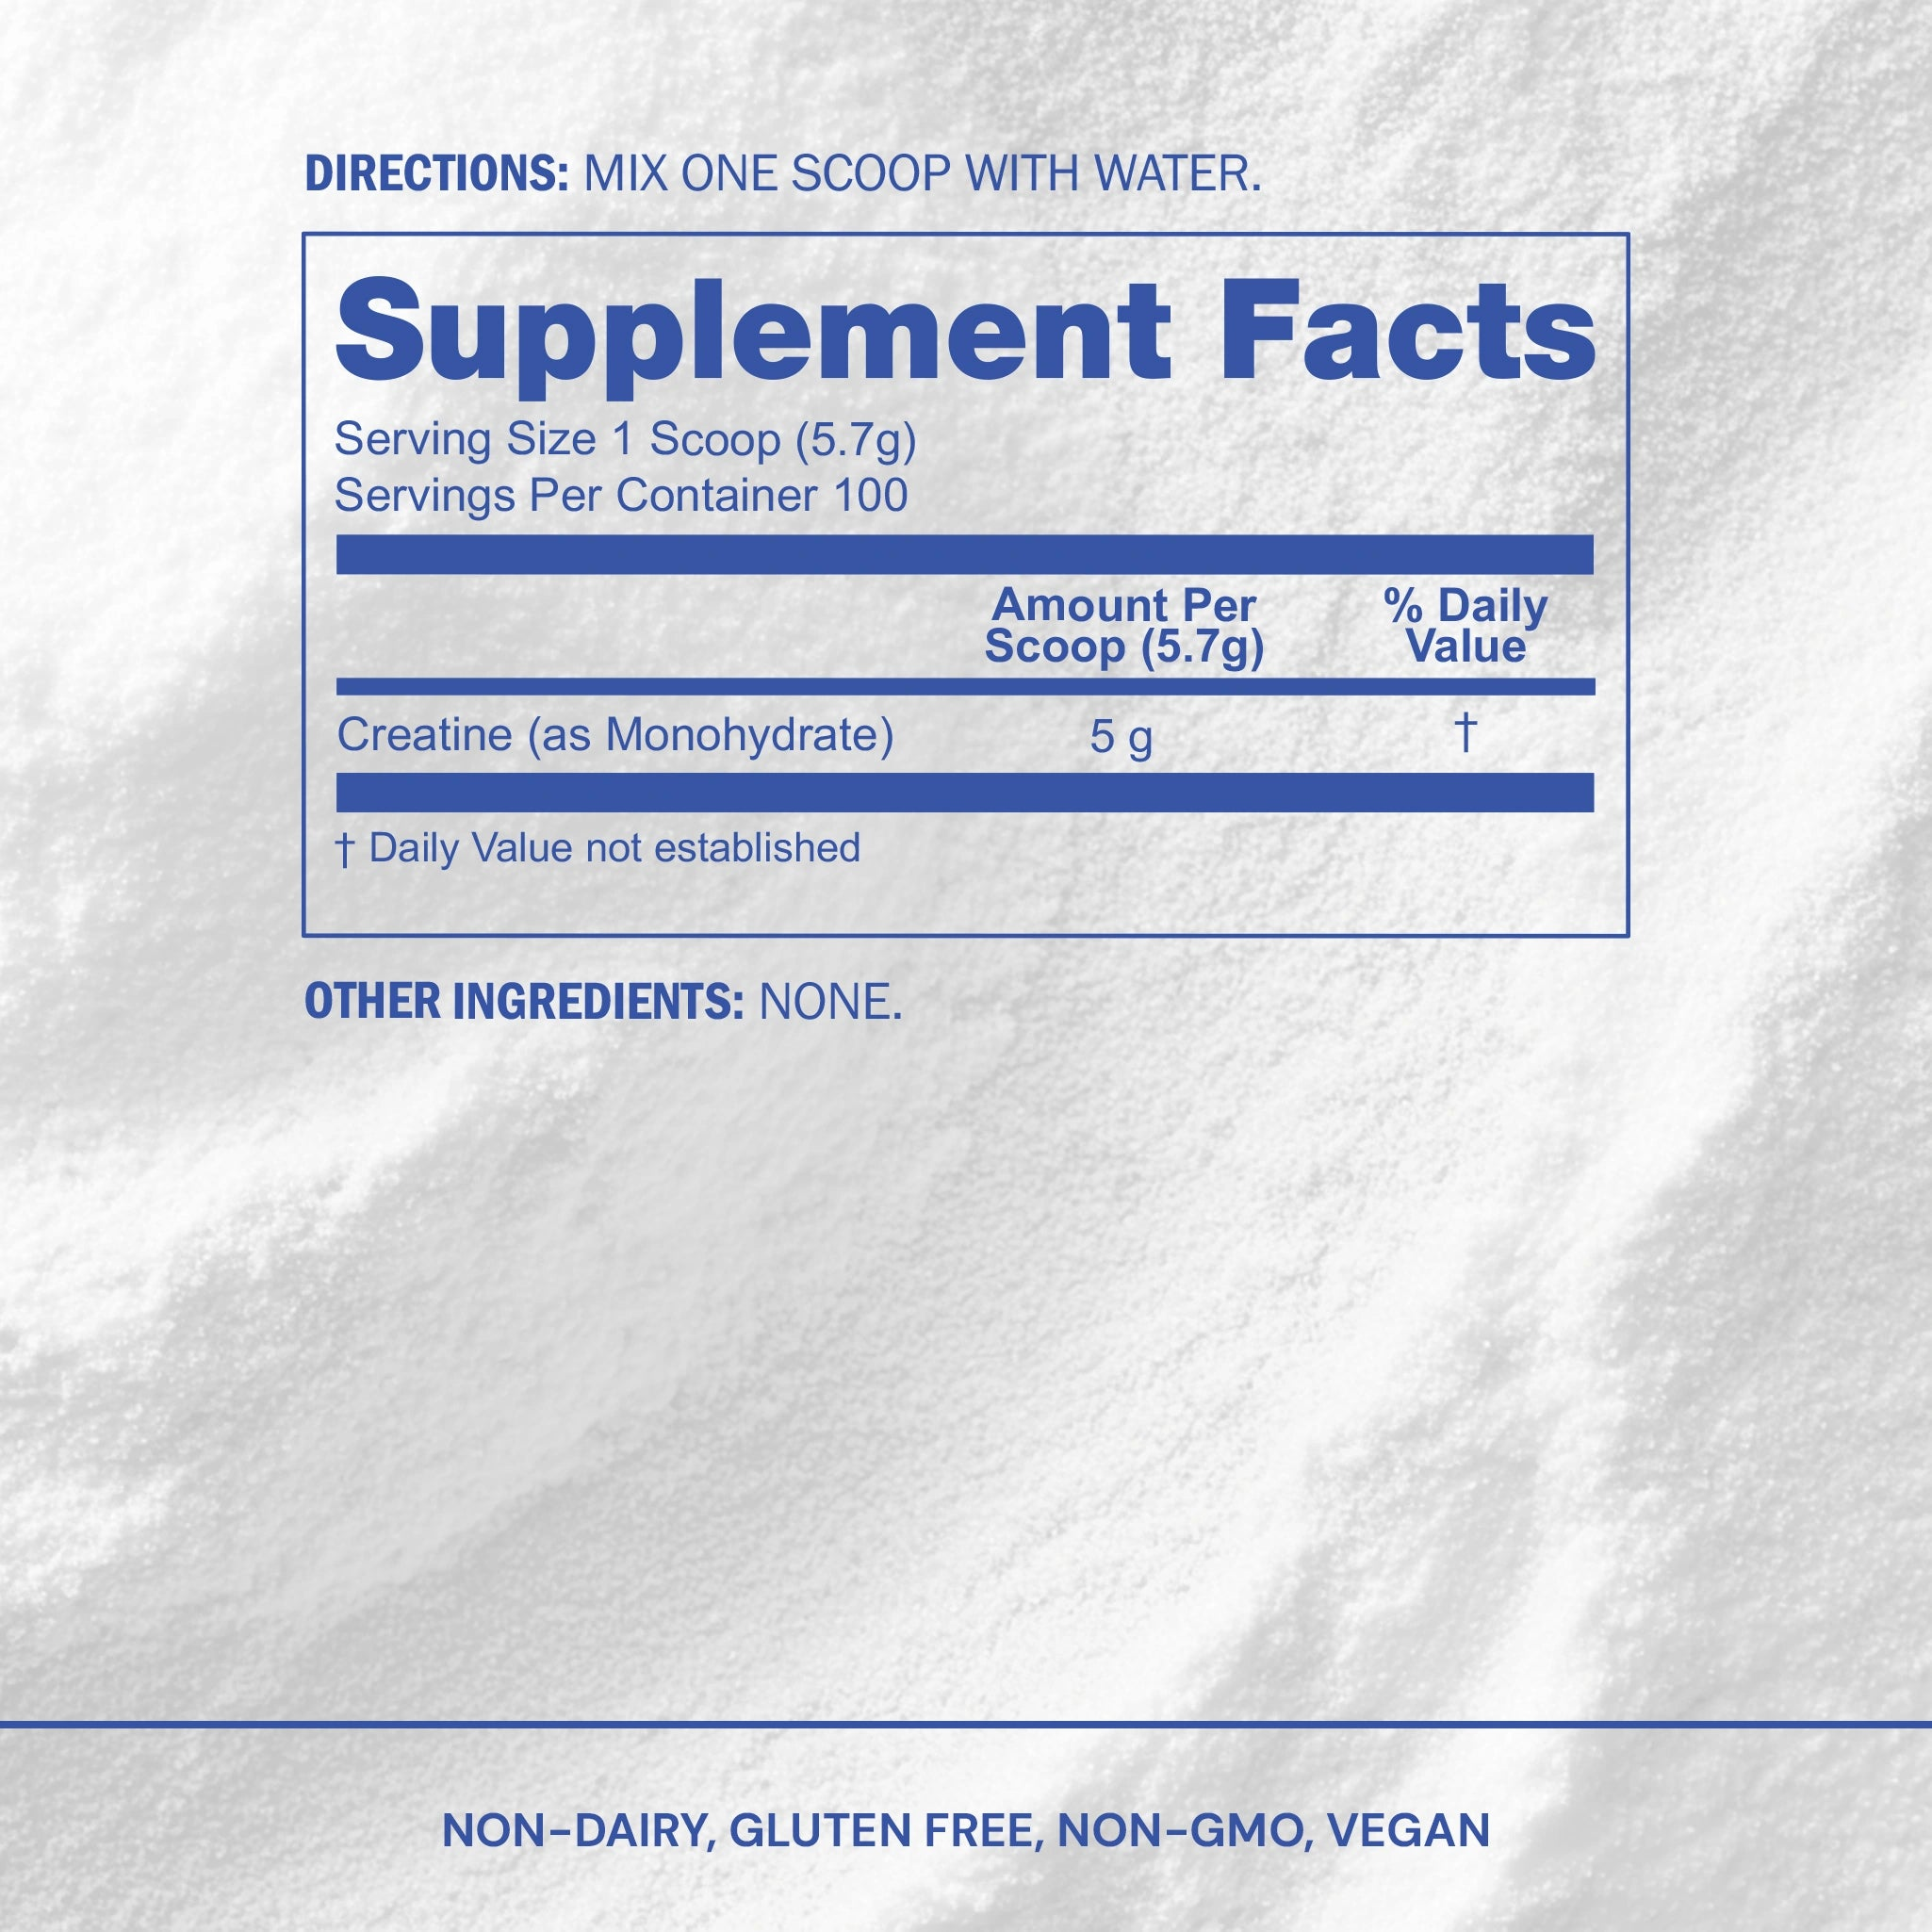 DIRECTIONS: MIX ONE SCOOP WITH WATER.
Supplement Facts
Serving Size 1 Scoop (5.7g)
Servings Per Container 100
Amount Per
Scoop (5.7g)
% Daily
Value
Creatine (as Monohydrate) 5 g †
† Daily Value not established
OTHER INGREDIENTS: NONE.
NON-DAIRY, GLUTEN FREE, NON-GMO, VEGAN